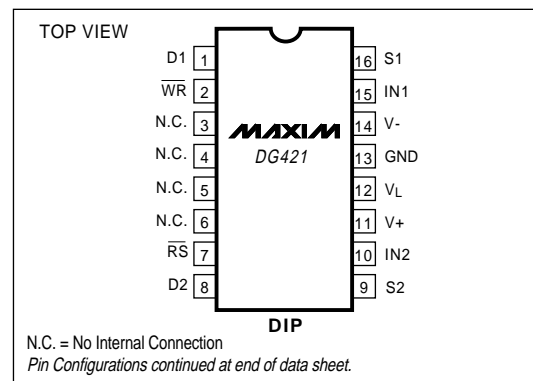 TOP VIEW
D1 1
W̅R̅ 2
N.C. 3
N.C. 4
N.C. 5
N.C. 6
R̅S̅ 7
D2 8
MAXIM
DG421
16 S1
15 IN1
14 V-
13 GND
12 VL
11 V+
10 IN2
9 S2
DIP
N.C. = No Internal Connection
Pin Configurations continued at end of data sheet.